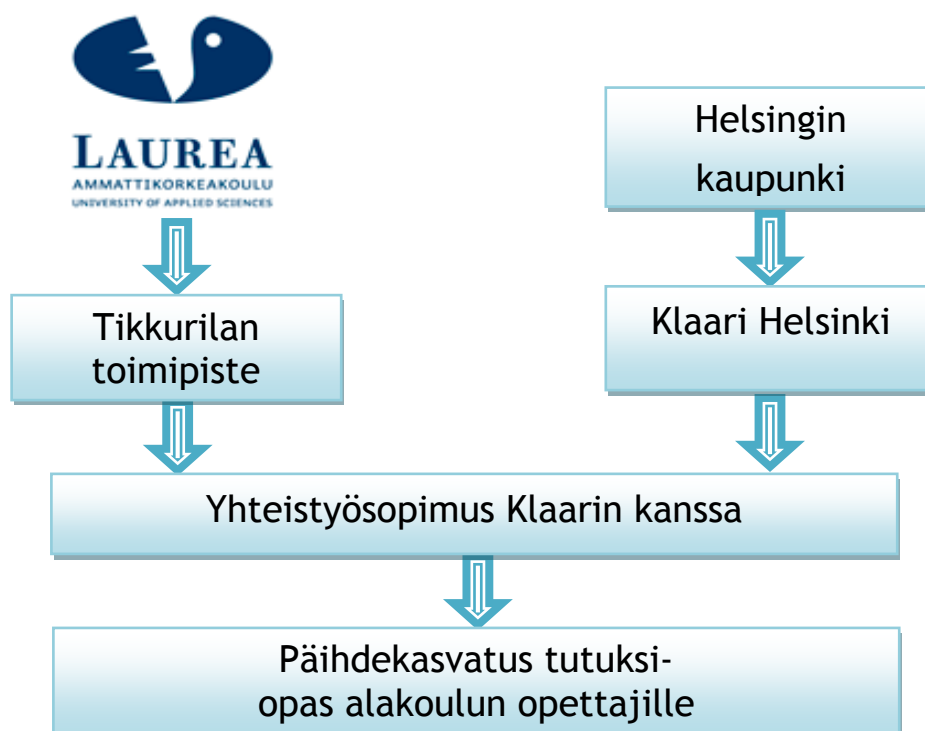 LAUREA
AMMATTIKORKEAKOULU
UNIVERSITY OF APPLIED SCIENCES
Helsingin
kaupunki
Tikkurilan
toimipiste
Klaari Helsinki
Yhteistyösopimus Klaarin kanssa
Päihdekasvatus tutuksi-
opas alakoulun opettajille